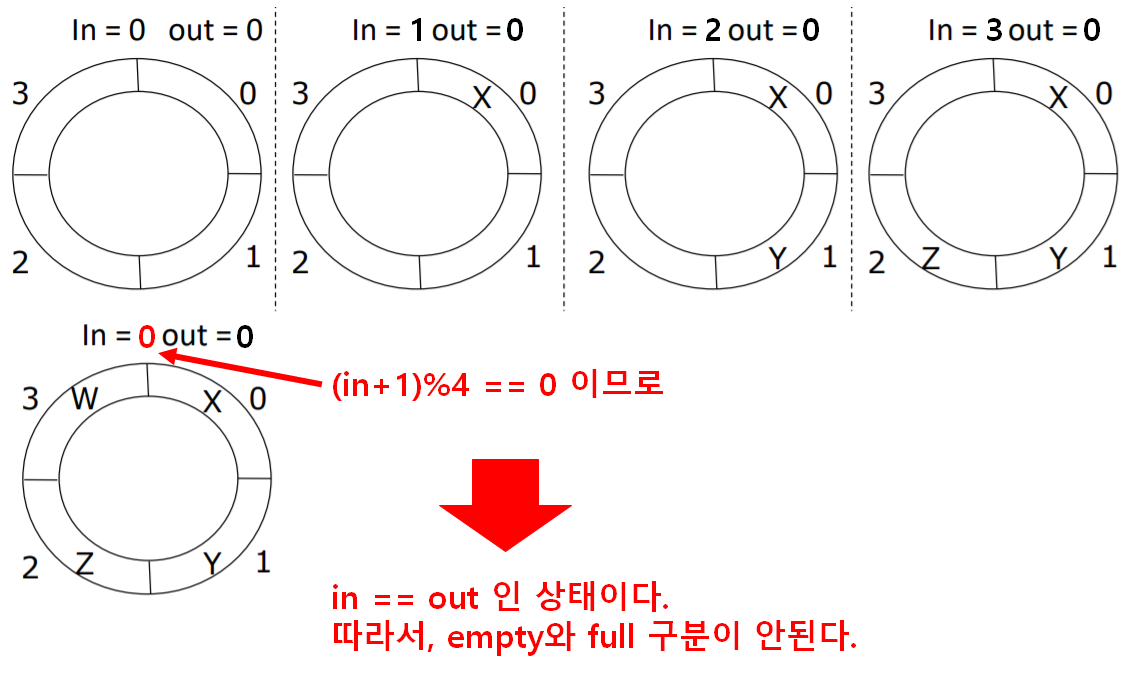 In = 0 out = 0
3 0
2 1
In = 1 out = 0
3 X 0
2 1
In = 2 out = 0
3 X 0
2 Y 1
In = 3 out = 0
3 X 0
2 Z Y 1
In = 0 out = 0
3 W X 0
2 Z Y 1
(in+1)%4 == 0 이므로
in == out 인 상태이다.
따라서, empty와 full 구분이 안된다.